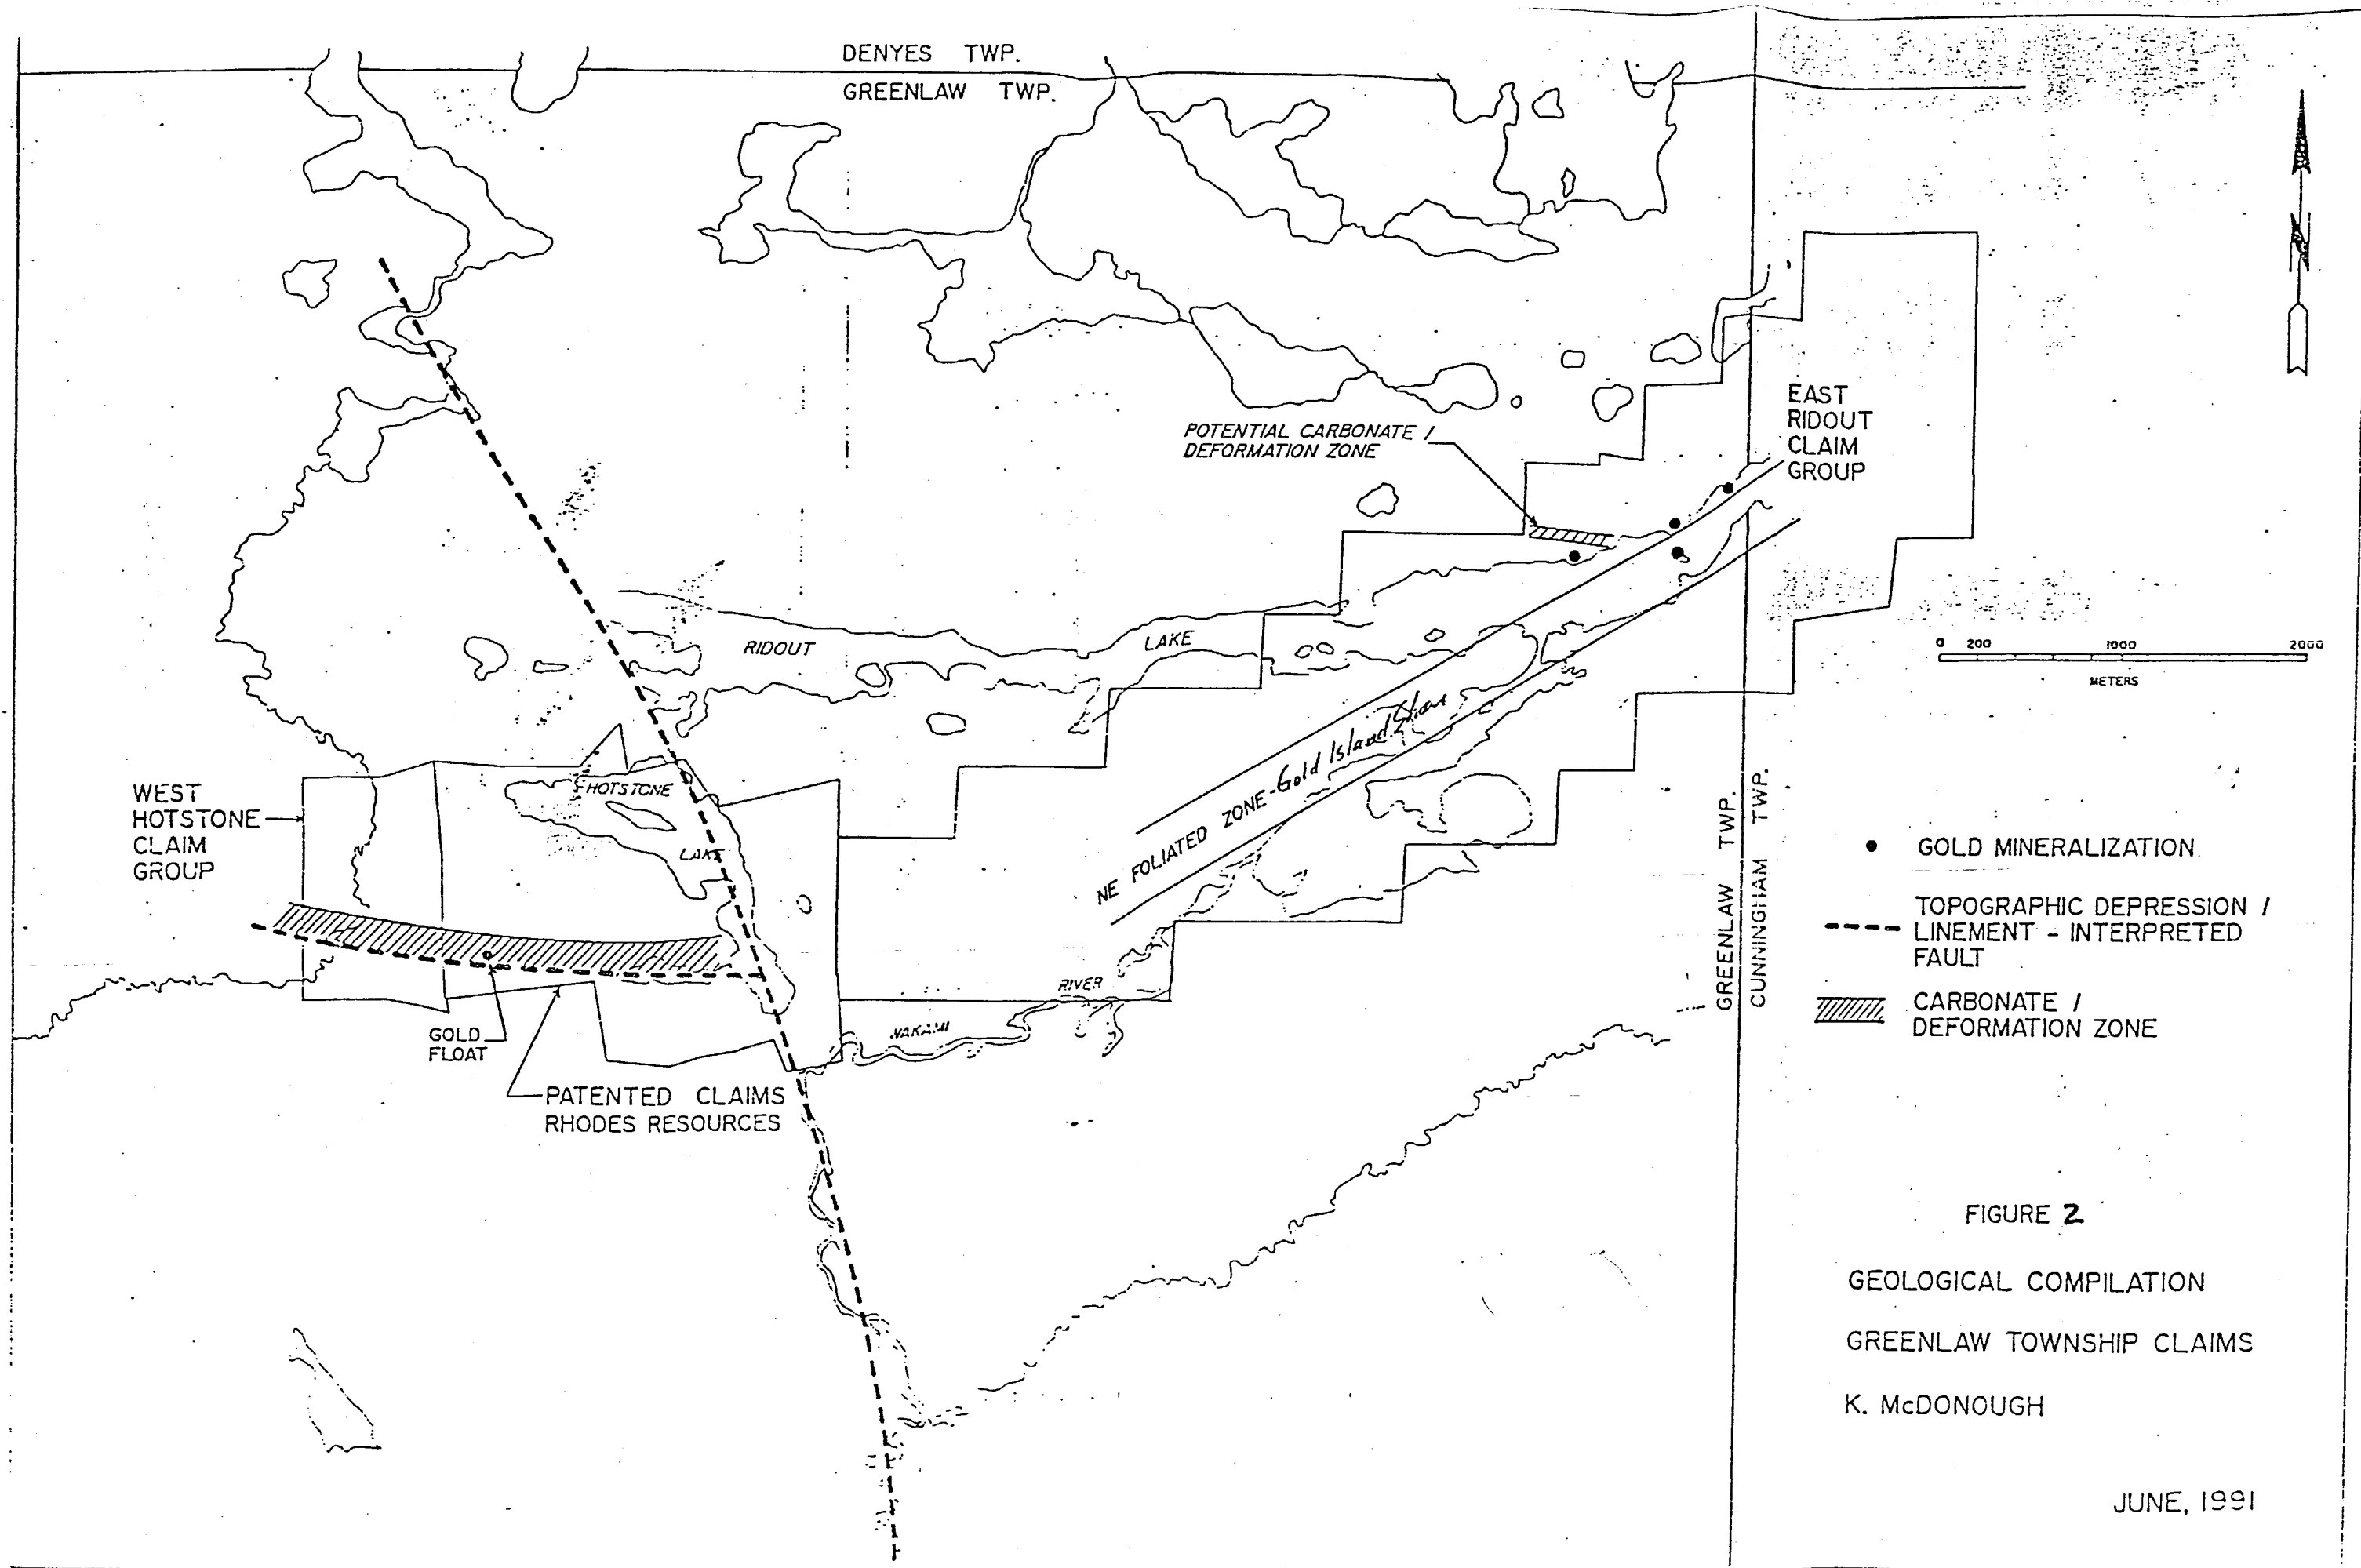 DENYES TWP.
GREENLAW TWP.
N
EAST
RIDOUT
CLAIM
GROUP
POTENTIAL CARBONATE /
DEFORMATION ZONE
RIDOUT
LAKE
0 200 1000 2000
METERS
NE FOLIATED ZONE - Gold Island Shear
HOTSTONE
LAKE
WEST
HOTSTONE
CLAIM
GROUP
GOLD
FLOAT
PATENTED CLAIMS
RHODES RESOURCES
NAKAMI
RIVER
GREENLAW TWP.
CUNNINGHAM TWP.
GOLD MINERALIZATION
TOPOGRAPHIC DEPRESSION /
LINEMENT - INTERPRETED
FAULT
CARBONATE /
DEFORMATION ZONE
FIGURE 2
GEOLOGICAL COMPILATION
GREENLAW TOWNSHIP CLAIMS
K. McDONOUGH
JUNE, 1991